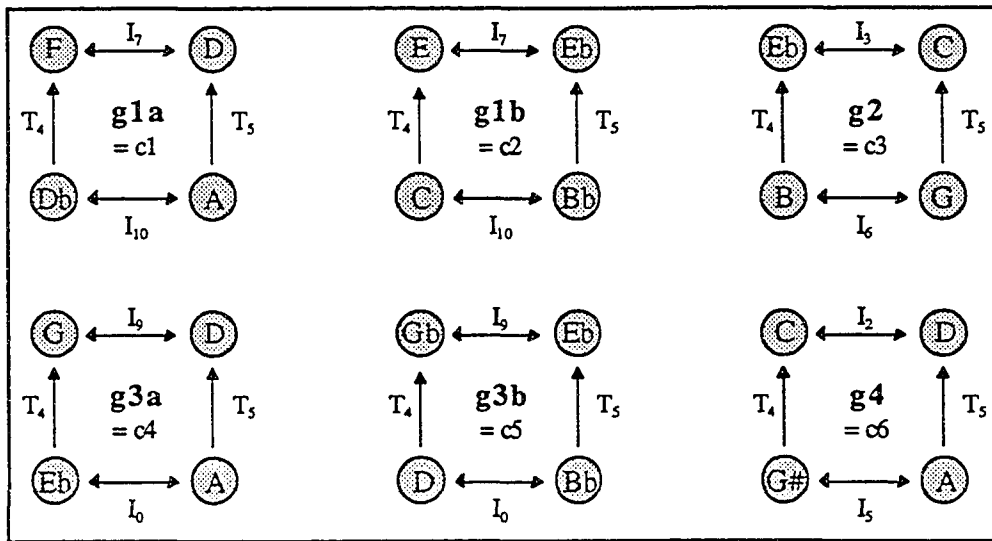 F I₇ D
T₄ g1a T₅
= c1
Db A
I₁₀
E I₇ Eb
T₄ g1b T₅
= c2
C Bb
I₁₀
Eb I₃ C
T₄ g2 T₅
= c3
B G
I₆
G I₉ D
T₄ g3a T₅
= c4
Eb A
I₀
Gb I₉ Eb
T₄ g3b T₅
= c5
D Bb
I₀
C I₂ D
T₄ g4 T₅
= c6
G# A
I₅